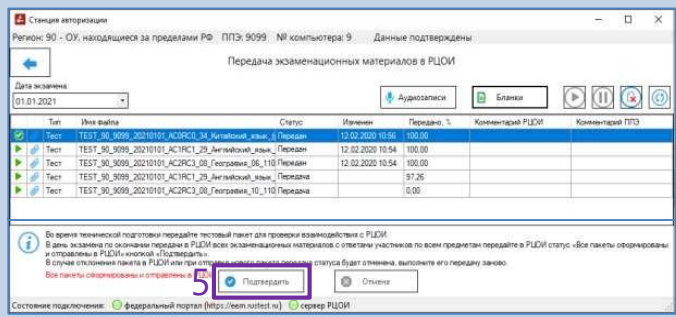 Станция авторизации
Регион: 90 - ОУ, находящиеся за пределами РФ ППЭ: 9099 № компьютера: 9 Данные подтверждены
Передача экзаменационных материалов в РЦОИ
Дата экзамена:
01.01.2021
Аудиозаписи
Бланки
Тип Имя файла Статус Изменен Передано, % Комментарий РЦОИ Комментарий ППЭ
Тест TEST_90_9099_20210101_AC0RC0_34_Китайский_язык_ Передан 12.02.2020 10:56 100,00
Тест TEST_90_9099_20210101_AC1RC1_29_Английский_язык_ Передан 12.02.2020 10:54 100,00
Тест TEST_90_9099_20210101_AC2RC3_08_География_06_110 Передан 12.02.2020 10:54 100,00
Тест TEST_90_9099_20210101_AC1RC1_29_Английский_язык_ Передача 97,26
Тест TEST_90_9099_20210101_AC2RC3_08_География_10_110 Передача 0,00
Во время технической подготовки передайте тестовый пакет для проверки взаимодействия с РЦОИ.
В день экзамена по окончании передачи в РЦОИ всех экзаменационных материалов с ответами участников по всем предметам передайте в РЦОИ статус «Все пакеты сформированы
и отправлены в РЦОИ» кнопкой «Подтвердить».
В случае отклонения пакета в РЦОИ или при отправке нового пакета передача статуса будет отменена, выполните его передачу заново.
Все пакеты сформированы и отправлены в РЦОИ
5 Подтвердить Отмена
Состояние подключения: федеральный портал (https://eem.rustest.ru) сервер РЦОИ